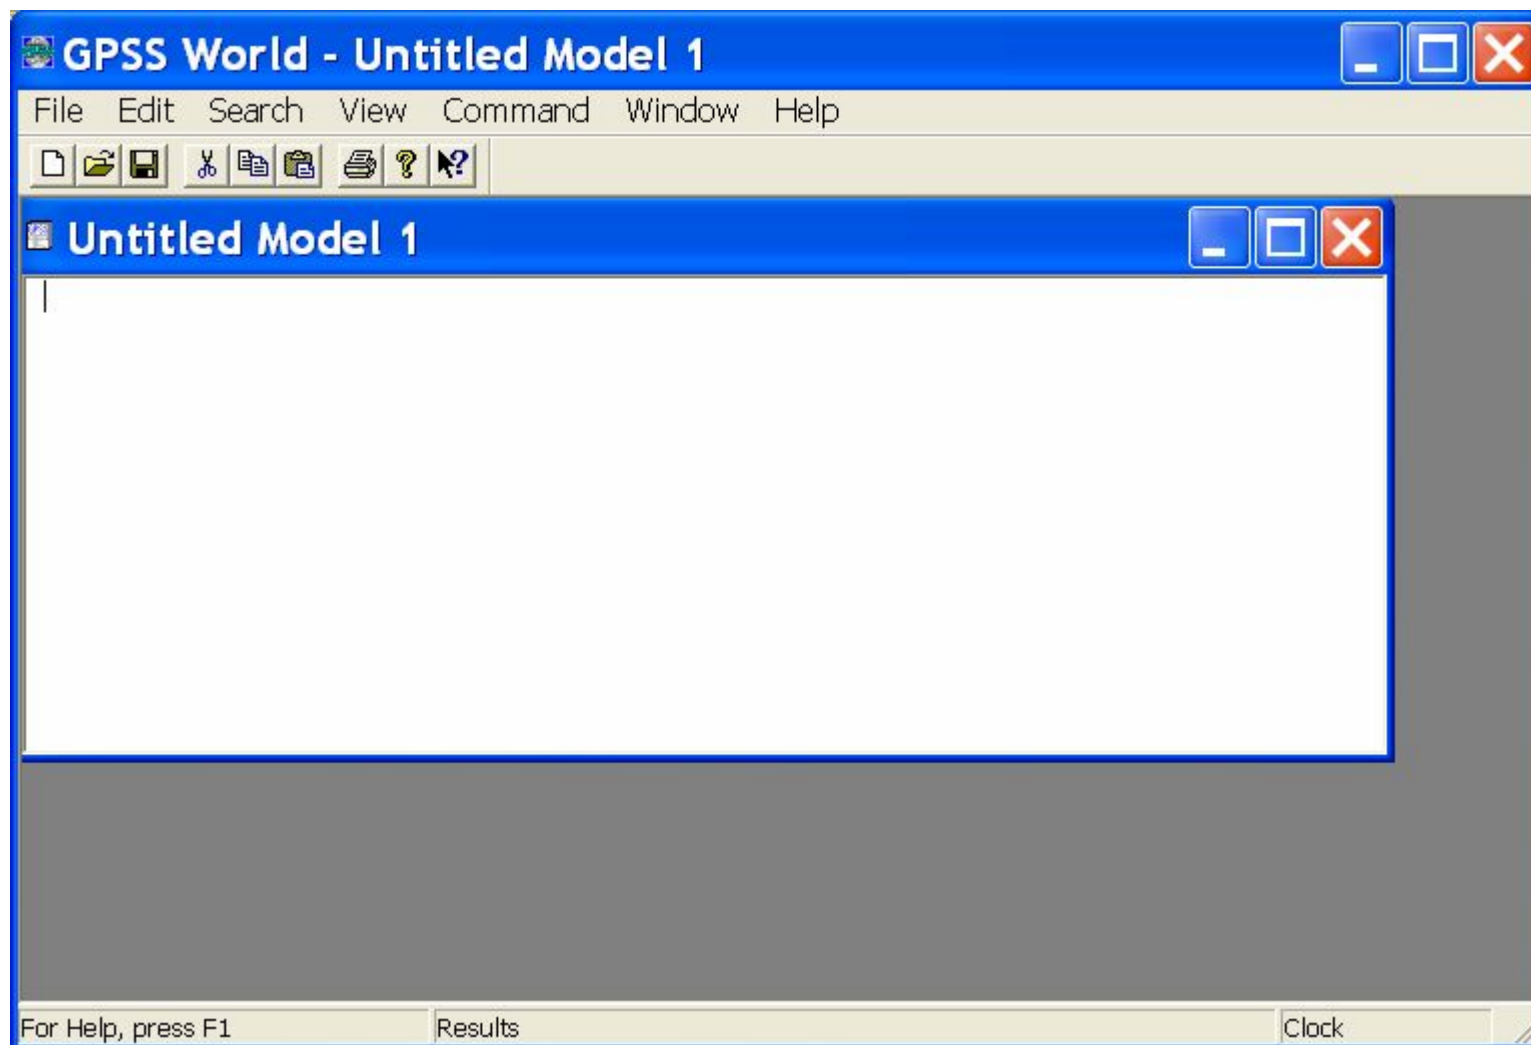 GPSS World - Untitled Model 1
File Edit Search View Command Window Help
Untitled Model 1
For Help, press F1 Results Clock